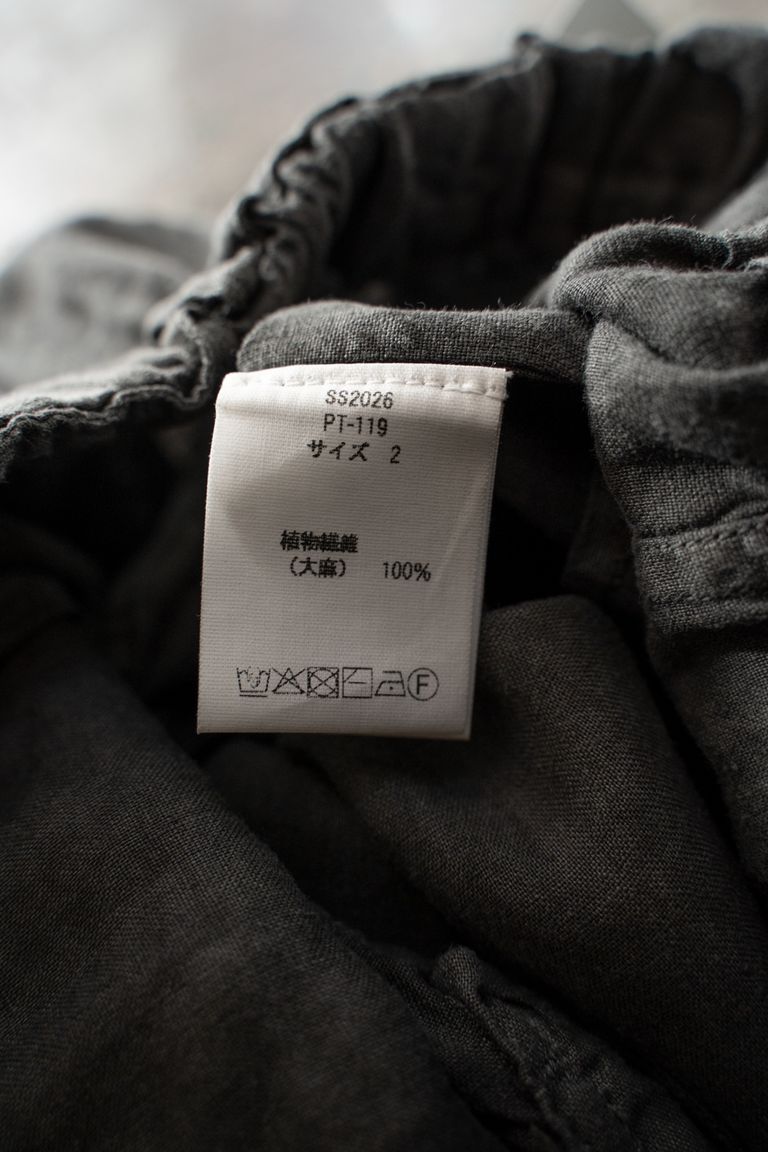 SS2026
PT-119
サイズ 2
植物繊維
(大麻) 100%
F